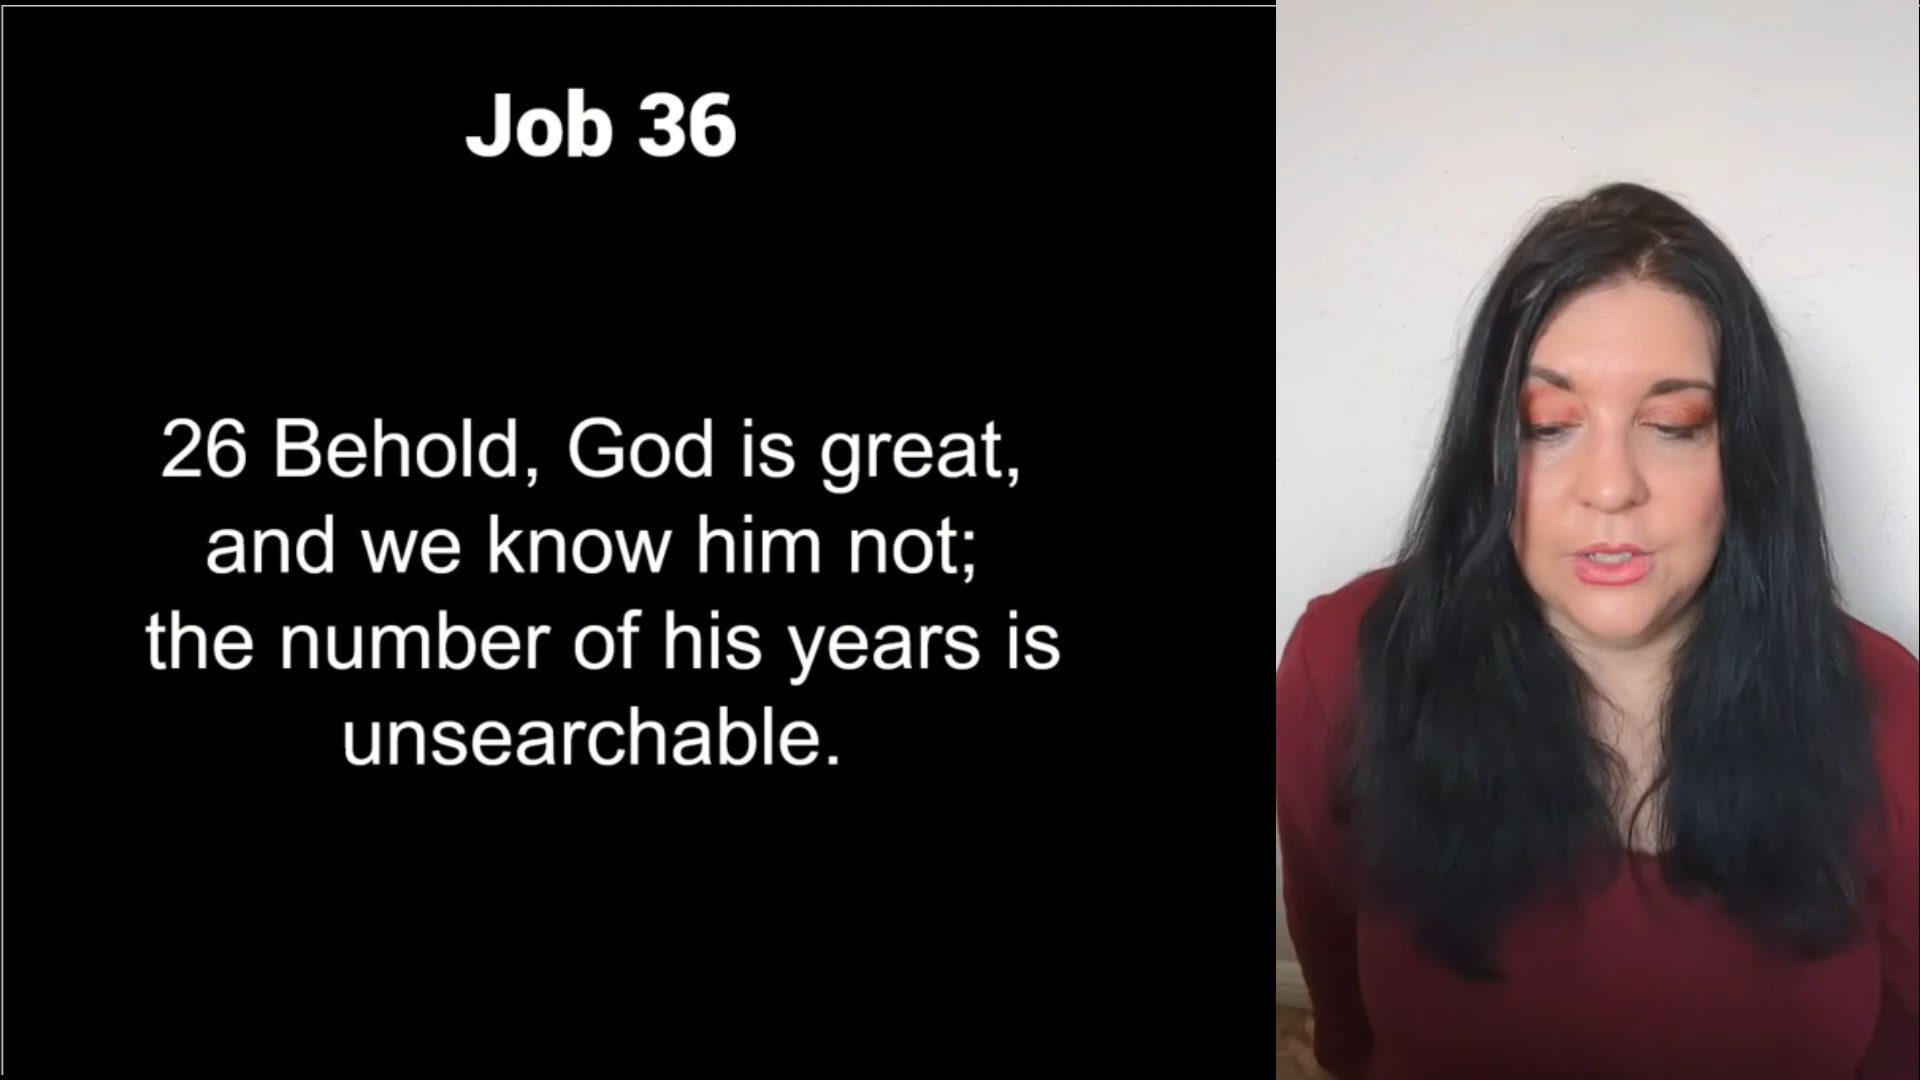 Job 36
26 Behold, God is great,
and we know him not;
the number of his years is
unsearchable.